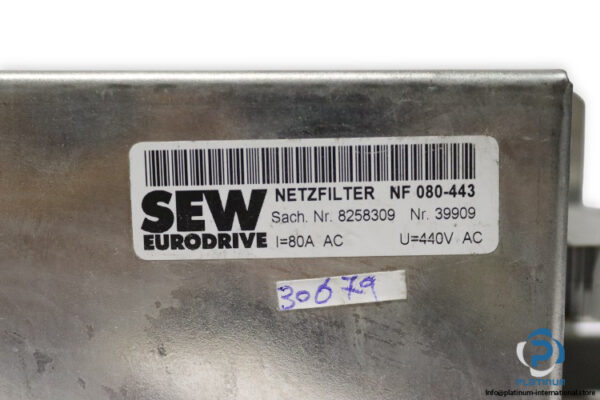 SEW
EURODRIVE
NETZFILTER NF 080-443
Sach. Nr. 8258309 Nr. 39909
I=80A AC U=440V AC
30679
PLATINUM
info@platinum-international.store